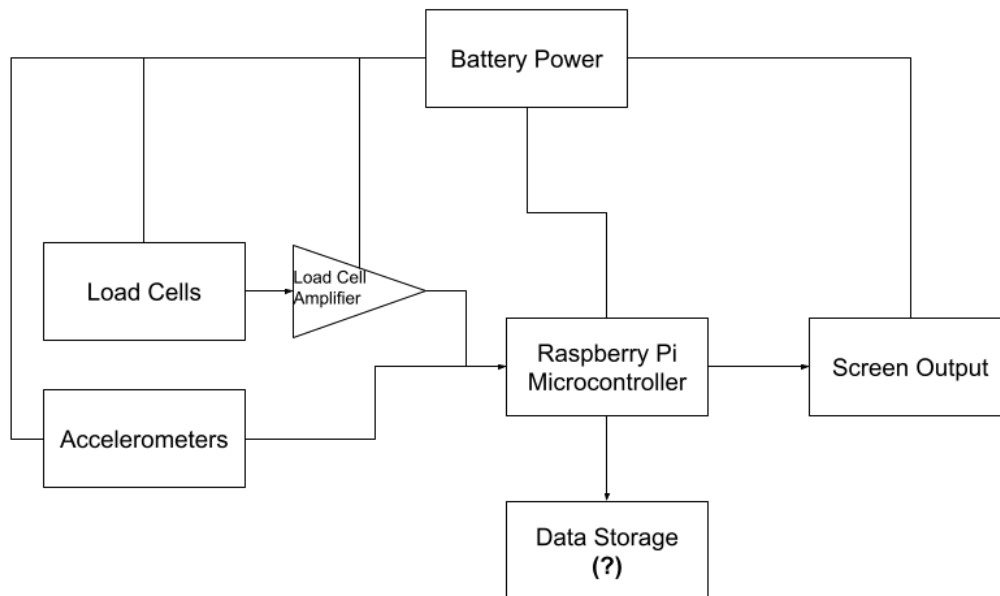 Battery Power
Load Cells
Load Cell
Amplifier
Raspberry Pi
Microcontroller
Screen Output
Accelerometers
Data Storage
(?)